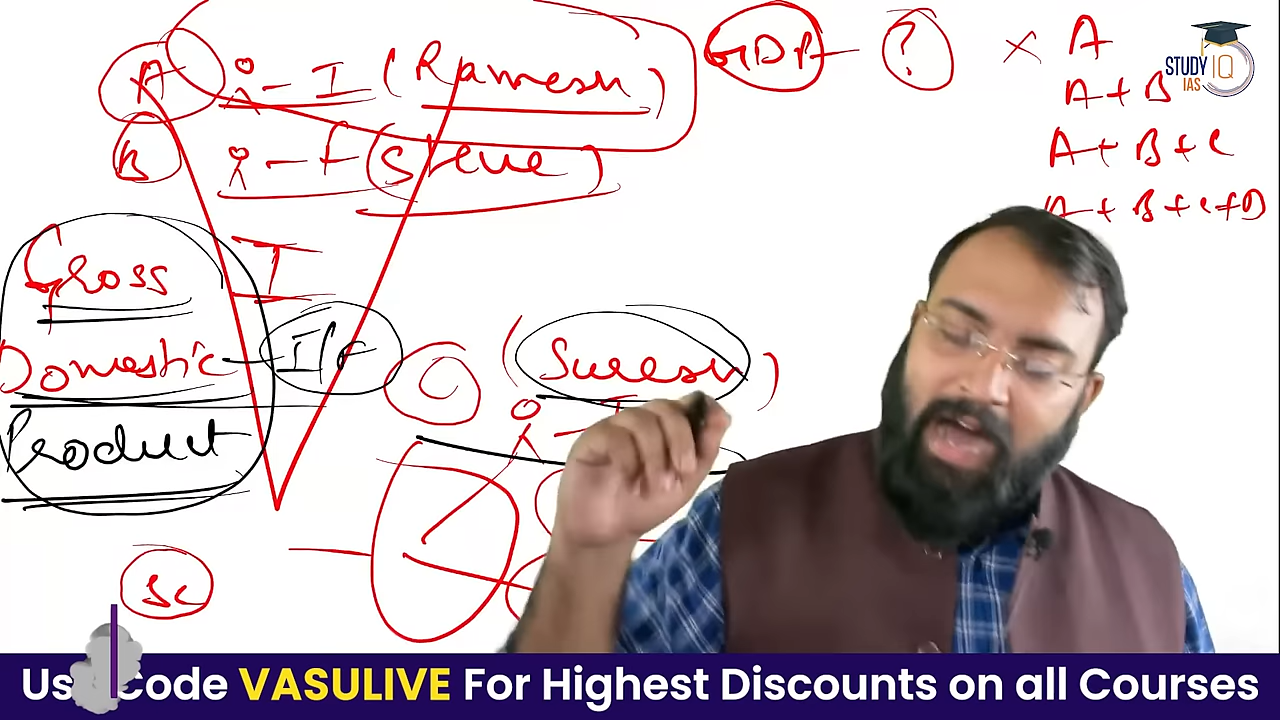 A - I (Ramesh)
B - F (Steve)
GDP - ? × A
A + B
A + B + C
A + B + C + D
STUDY IQ
IAS
Gross
Domestic - I/F
Product
C (Suresh)
Use Code VASULIVE For Highest Discounts on all Courses